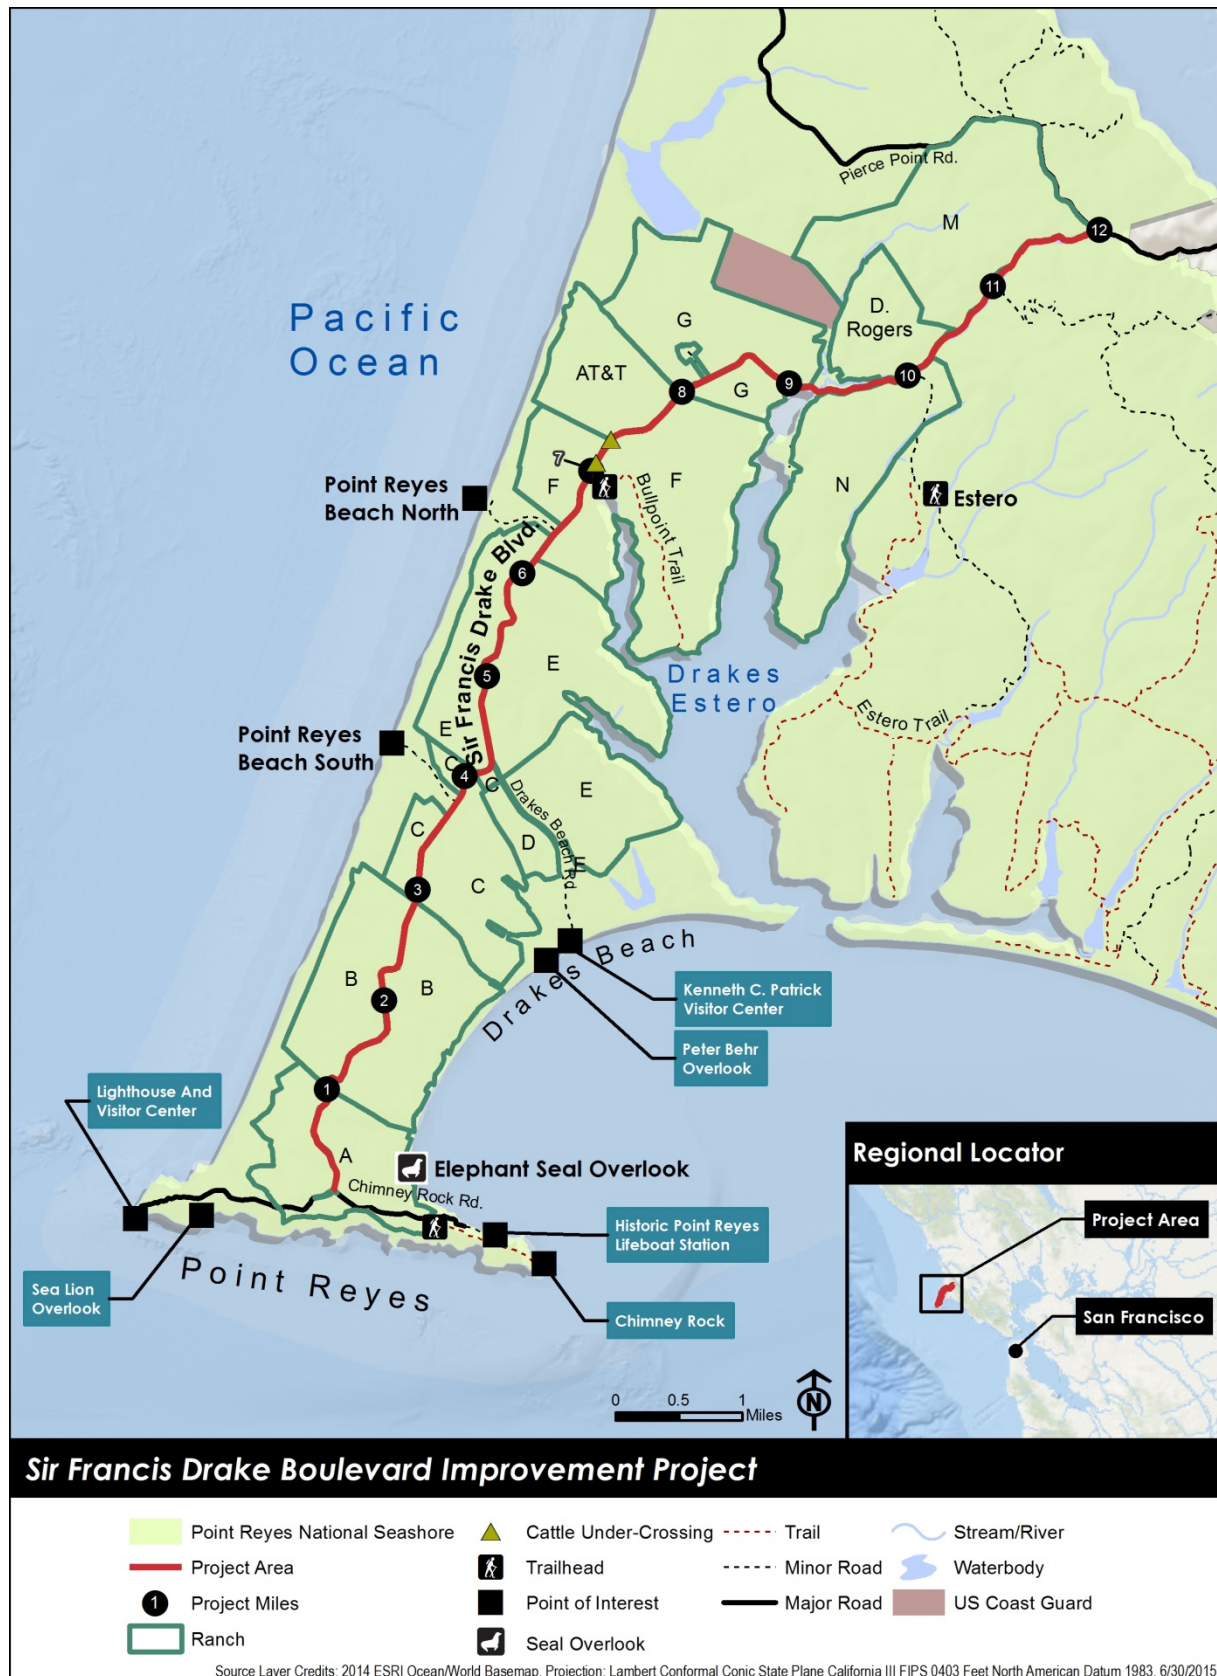 Pierce Point Rd.
M
12
11
Pacific
Ocean
G
D.
Rogers
AT&T
8
G
9
10
7
Point Reyes
Beach North
F
F
Bullpoint Trail
N
Estero
Sir Francis Drake Blvd.
6
5
E
Drakes
Estero
Estero Trail
Point Reyes
Beach South
E
C
4
C
Drakes Beach Rd
E
C
D
E
3
C
Drakes Beach
B
B
2
Kenneth C. Patrick
Visitor Center
Peter Behr
Overlook
Lighthouse And
Visitor Center
1
A
Elephant Seal Overlook
Chimney Rock Rd.
Historic Point Reyes
Lifeboat Station
Sea Lion
Overlook
Point Reyes
Chimney Rock
Regional Locator
Project Area
San Francisco
0 0.5 1
Miles
N
Sir Francis Drake Boulevard Improvement Project
Point Reyes National Seashore
Cattle Under-Crossing
Trail
Stream/River
Project Area
Trailhead
Minor Road
Waterbody
1
Project Miles
Point of Interest
Major Road
US Coast Guard
Ranch
Seal Overlook
Source Layer Credits: 2014 ESRI Ocean/World Basemap. Projection: Lambert Conformal Conic State Plane California III FIPS 0403 Feet North American Datum 1983. 6/30/2015